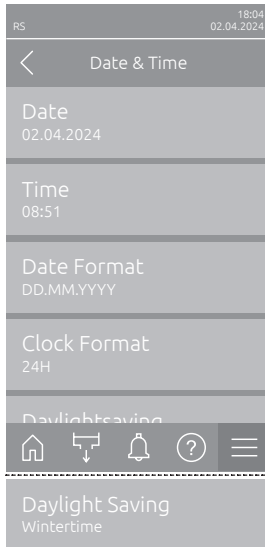 18:04
RS 02.04.2024
Date & Time
Date
02.04.2024
Time
08:51
Date Format
DD.MM.YYYY
Clock Format
24H
Daylightsaving
?
Daylight Saving
Wintertime